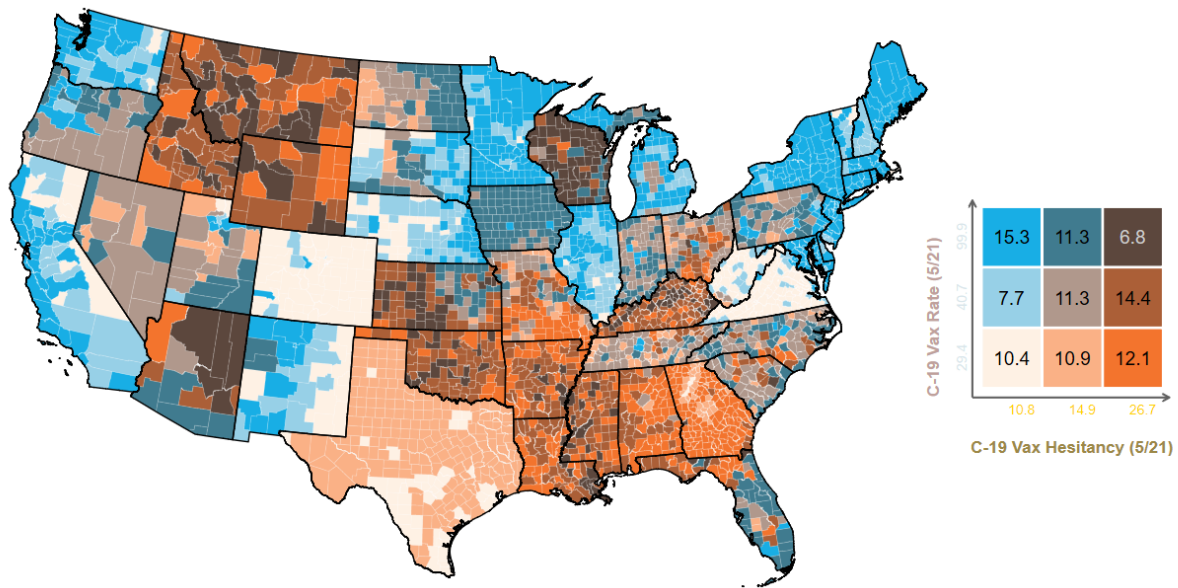 C-19 Vax Rate (5/21)
99.9
40.7
29.4
15.3 11.3 6.8
7.7 11.3 14.4
10.4 10.9 12.1
10.8 14.9 26.7
C-19 Vax Hesitancy (5/21)